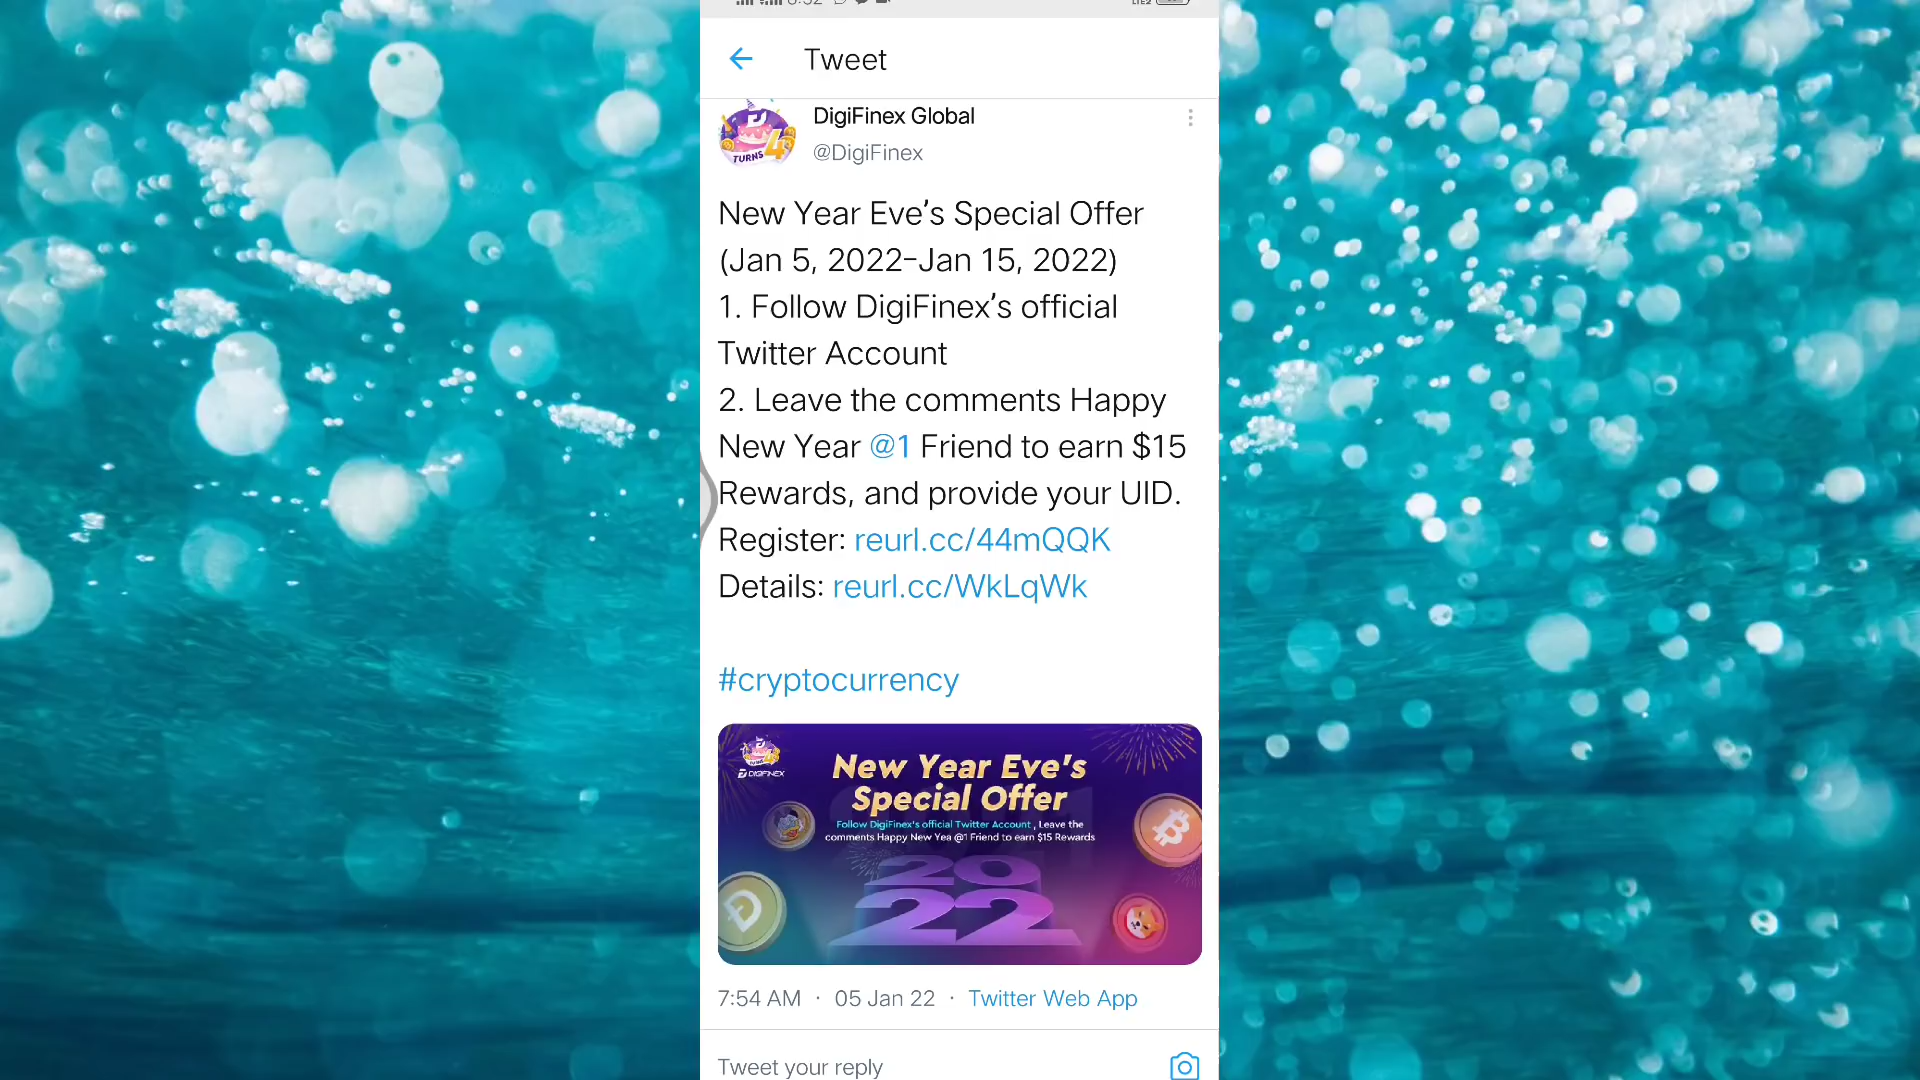 Tweet
DigiFinex Global
@DigiFinex
TURNS 4
New Year Eve’s Special Offer
(Jan 5, 2022-Jan 15, 2022)
1. Follow DigiFinex’s official
Twitter Account
2. Leave the comments Happy
New Year @1 Friend to earn $15
Rewards, and provide your UID.
Register: reurl.cc/44mQQK
Details: reurl.cc/WkLqWk
#cryptocurrency
DIGIFINEX
New Year Eve's
Special Offer
Follow DigiFinex's official Twitter Account , Leave the
comments Happy New Yea @1 Friend to earn $15 Rewards
20
22
7:54 AM · 05 Jan 22 · Twitter Web App
Tweet your reply